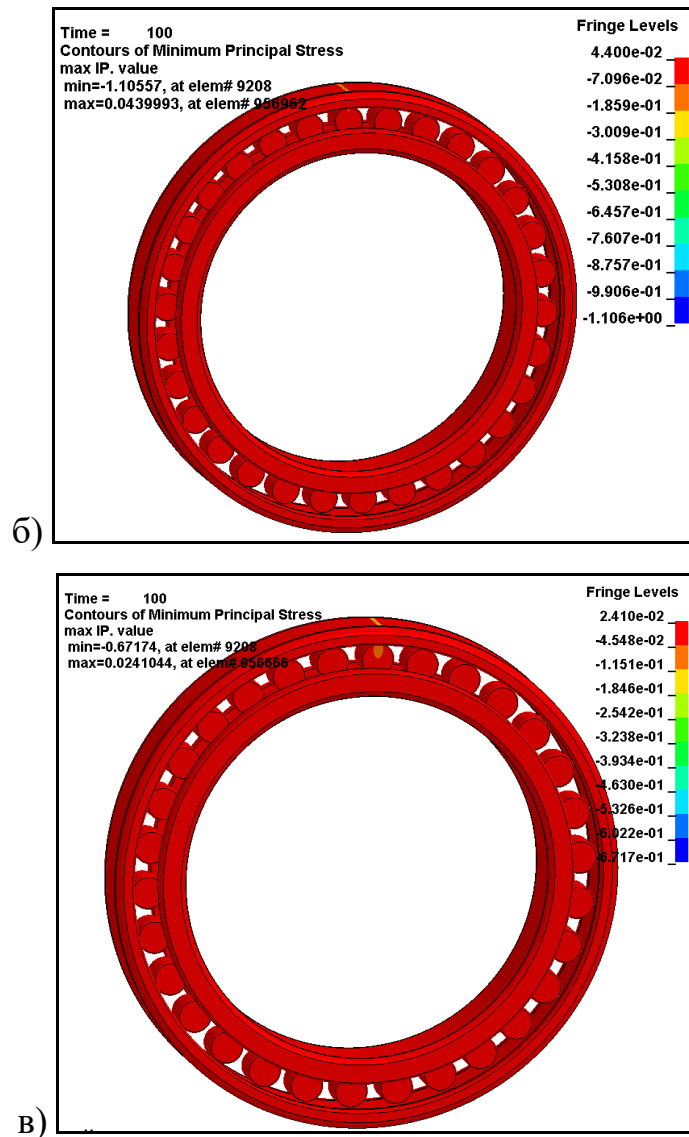 Time = 100
Contours of Minimum Principal Stress
max IP. value
min=-1.10557, at elem# 9208
max=0.0439993, at elem# 956962
Fringe Levels
4.400e-02
-7.096e-02
-1.859e-01
-3.009e-01
-4.158e-01
-5.308e-01
-6.457e-01
-7.607e-01
-8.757e-01
-9.906e-01
-1.106e+00
б)
Time = 100
Contours of Minimum Principal Stress
max IP. value
min=-0.67174, at elem# 9208
max=0.0241044, at elem# 956666
Fringe Levels
2.410e-02
-4.548e-02
-1.151e-01
-1.846e-01
-2.542e-01
-3.238e-01
-3.934e-01
-4.630e-01
-5.326e-01
-6.022e-01
-6.717e-01
в)